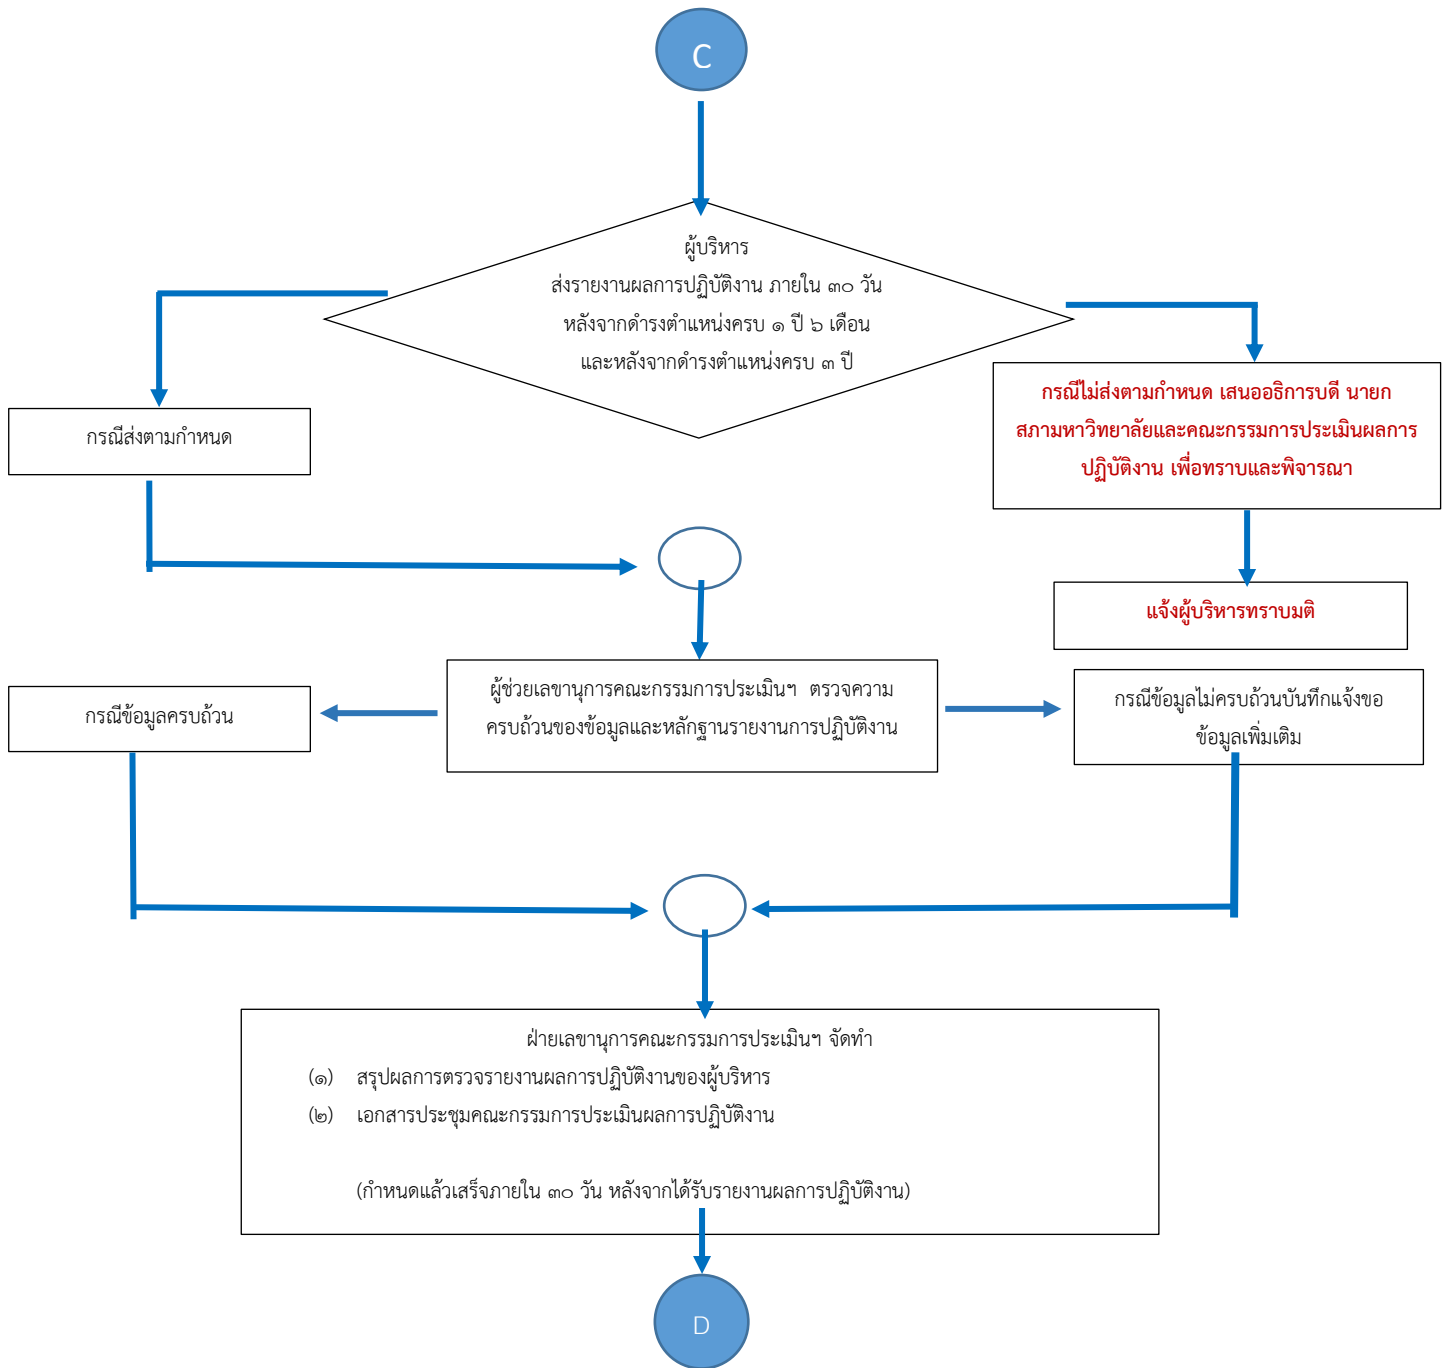 C
ผู้บริหาร
ส่งรายงานผลการปฏิบัติงาน ภายใน ๓๐ วัน
หลังจากดำรงตำแหน่งครบ ๑ ปี ๖ เดือน
และหลังจากดำรงตำแหน่งครบ ๓ ปี
กรณีส่งตามกำหนด
กรณีไม่ส่งตามกำหนด เสนออธิการบดี นายก
สภามหาวิทยาลัยและคณะกรรมการประเมินผลการ
ปฏิบัติงาน เพื่อทราบและพิจารณา
แจ้งผู้บริหารทราบมติ
กรณีข้อมูลครบถ้วน
ผู้ช่วยเลขานุการคณะกรรมการประเมินฯ ตรวจความ
ครบถ้วนของข้อมูลและหลักฐานรายงานการปฏิบัติงาน
กรณีข้อมูลไม่ครบถ้วนบันทึกแจ้งขอ
ข้อมูลเพิ่มเติม
ฝ่ายเลขานุการคณะกรรมการประเมินฯ จัดทำ
(๑) สรุปผลการตรวจรายงานผลการปฏิบัติงานของผู้บริหาร
(๒) เอกสารประชุมคณะกรรมการประเมินผลการปฏิบัติงาน
(กำหนดแล้วเสร็จภายใน ๓๐ วัน หลังจากได้รับรายงานผลการปฏิบัติงาน)
D